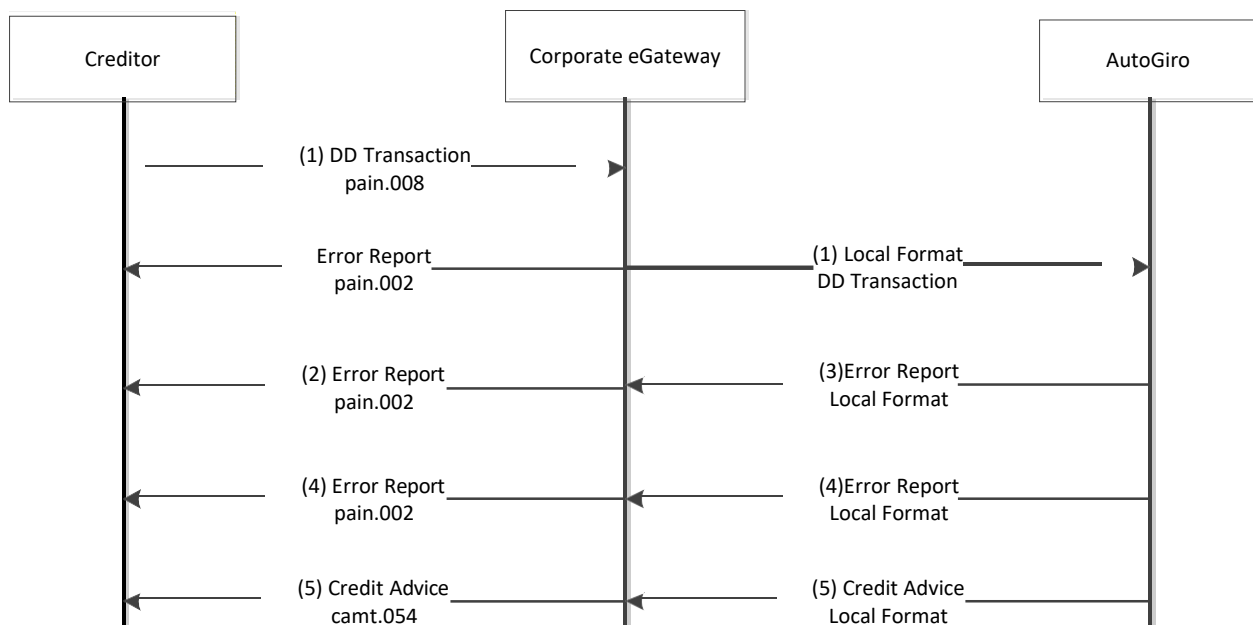 Creditor
Corporate eGateway
AutoGiro
(1) DD Transaction
pain.008
Error Report
pain.002
(1) Local Format
DD Transaction
(2) Error Report
pain.002
(3)Error Report
Local Format
(4) Error Report
pain.002
(4)Error Report
Local Format
(5) Credit Advice
camt.054
(5) Credit Advice
Local Format